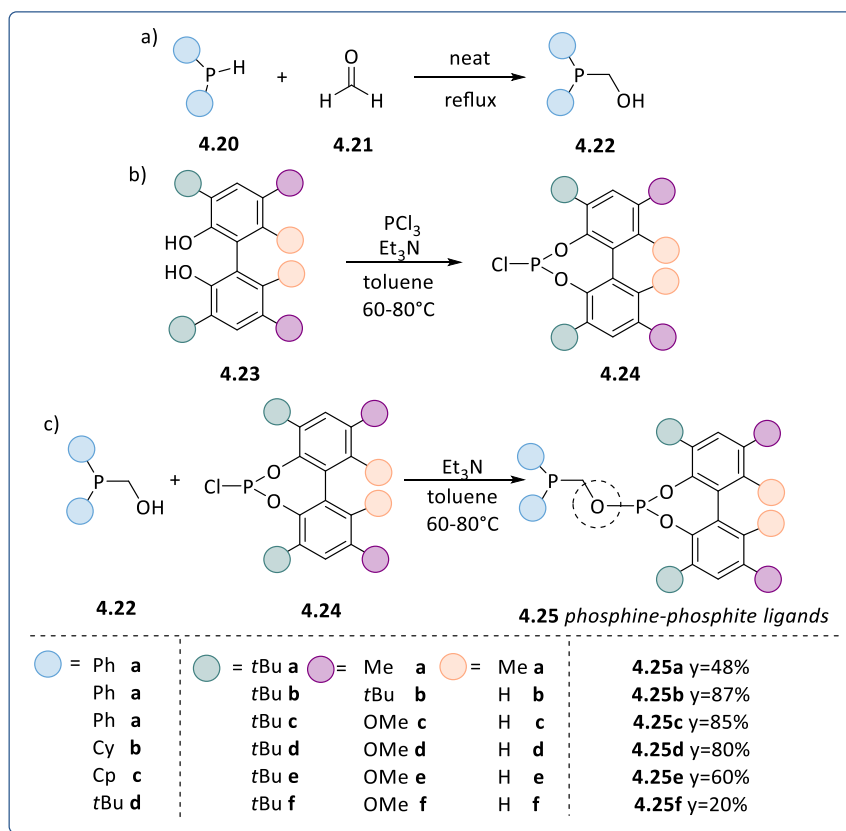 a)
P H + O H H neat reflux P OH
4.20 4.21 4.22
b)
HO HO PCl3 Et3N toluene 60-80°C Cl P O O
4.23 4.24
c)
P OH + Cl P O O Et3N toluene 60-80°C P O P O O
4.22 4.24 4.25 phosphine-phosphite ligands
= Ph a = tBu a = Me a = Me a 4.25a y=48%
Ph a tBu b tBu b H b 4.25b y=87%
Ph a tBu c OMe c H c 4.25c y=85%
Cy b tBu d OMe d H d 4.25d y=80%
Cp c tBu e OMe e H e 4.25e y=60%
tBu d tBu f OMe f H f 4.25f y=20%